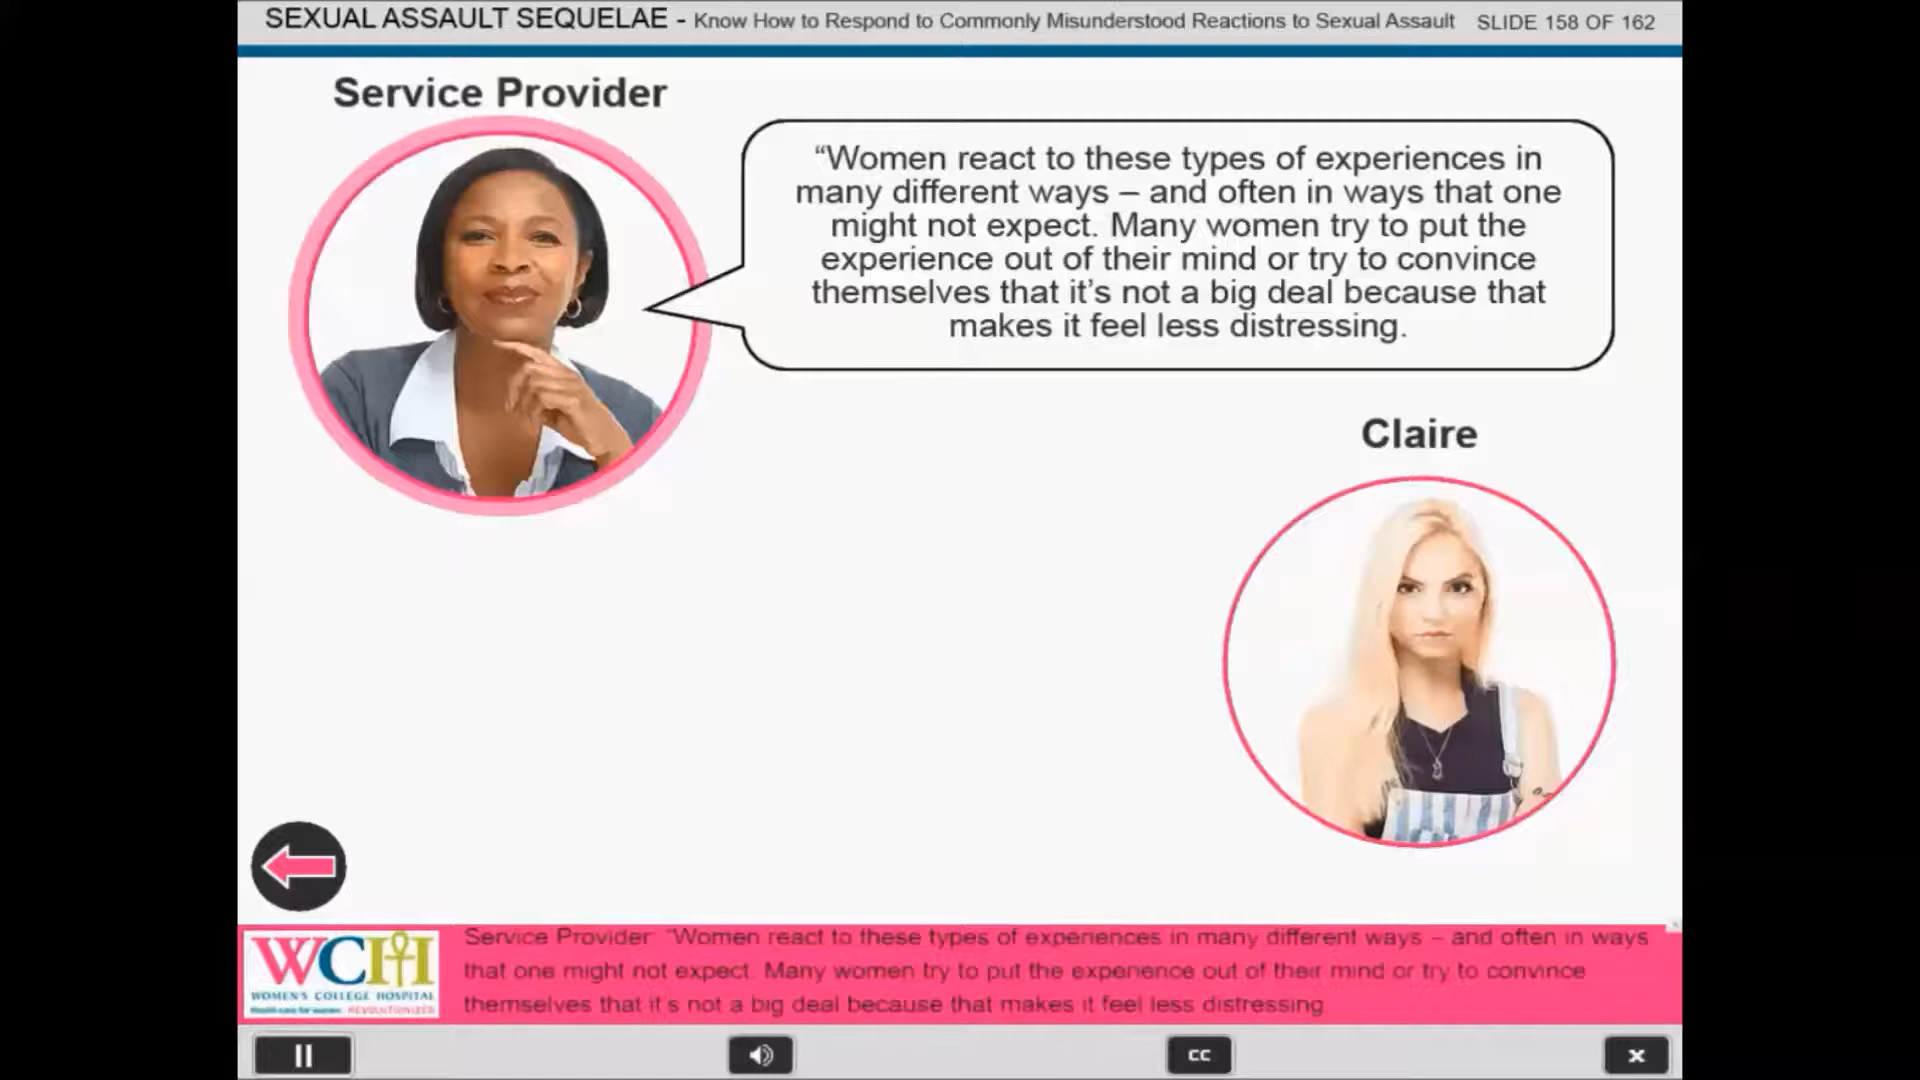 SEXUAL ASSAULT SEQUELAE - Know How to Respond to Commonly Misunderstood Reactions to Sexual Assault SLIDE 158 OF 162
Service Provider
“Women react to these types of experiences in
many different ways – and often in ways that one
might not expect. Many women try to put the
experience out of their mind or try to convince
themselves that it’s not a big deal because that
makes it feel less distressing.
Claire
Service Provider "Women react to these types of experiences in many different ways – and often in ways
that one might not expect Many women try to put the experience out of their mind or try to convince
themselves that it's not a big deal because that makes it feel less distressing
WCH
WOMEN'S COLLEGE HOSPITAL
Health care for women REVOLUTIONIZED
CC